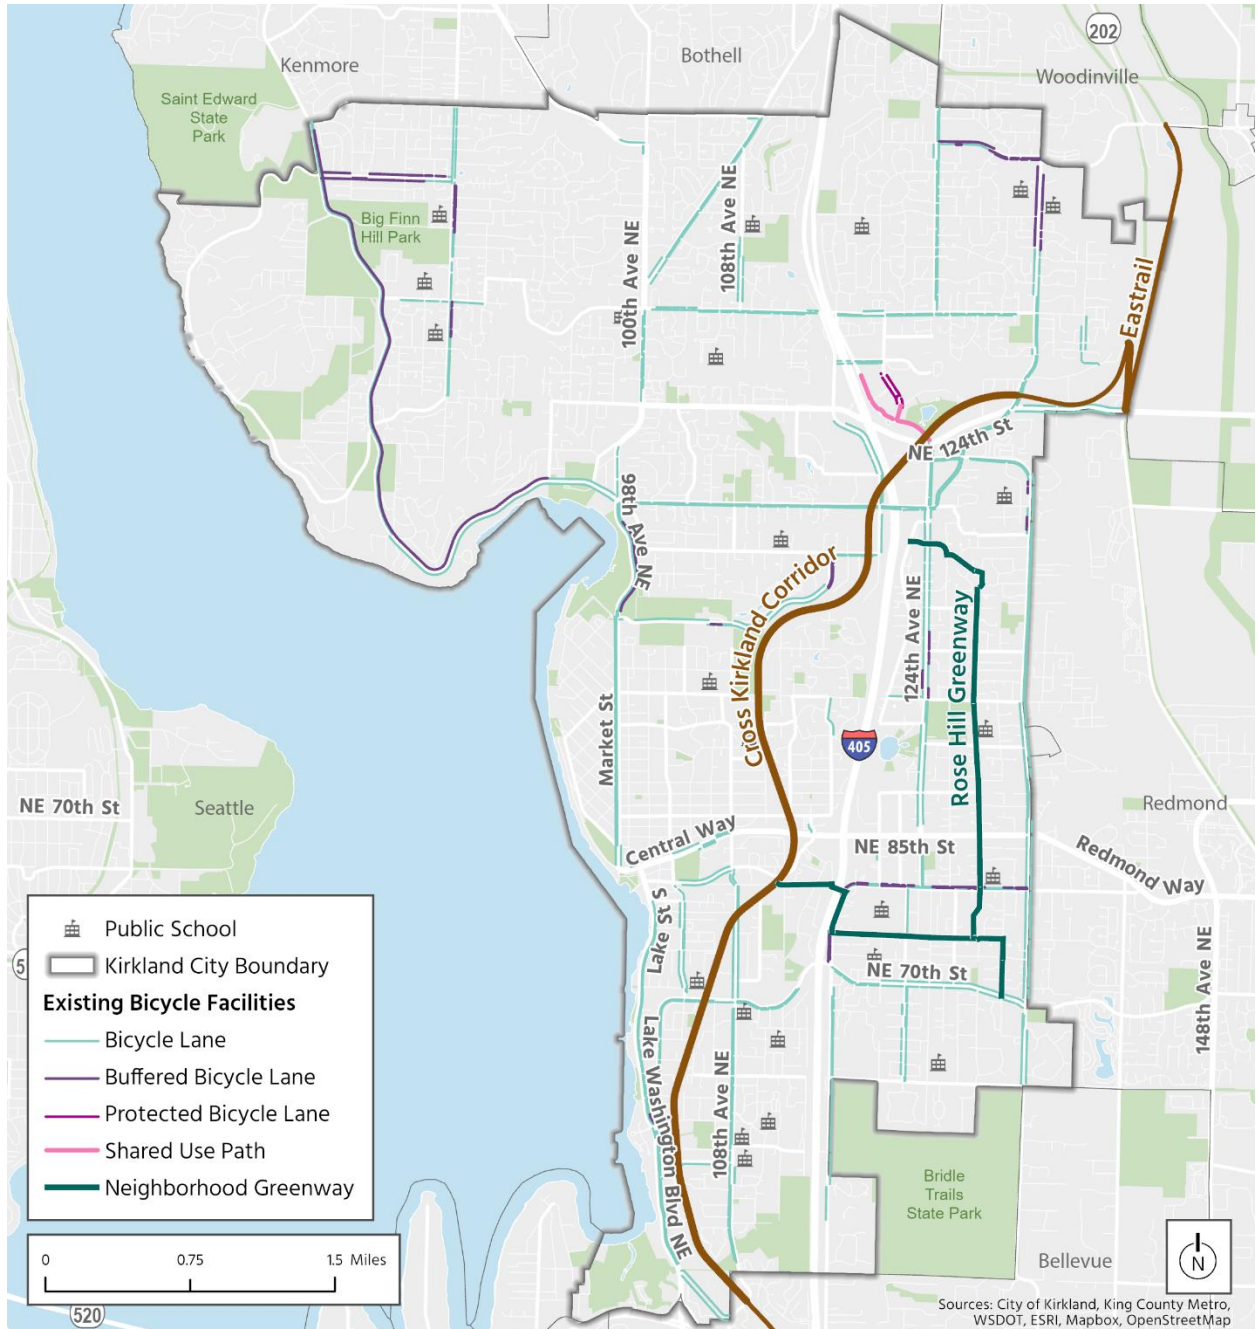 202
Kenmore
Bothell
Woodinville
Saint Edward
State
Park
Big Finn
Hill Park
100th Ave NE
108th Ave NE
Eastrail
NE 124th St
98th Ave NE
Cross Kirkland Corridor
124th Ave NE
Rose Hill Greenway
Market St
405
NE 70th St
Seattle
Redmond
Central Way
NE 85th St
Redmond Way
Lake St S
NE 70th St
148th Ave NE
Lake Washington Blvd NE
108th Ave NE
Bridle
Trails
State Park
Bellevue
5
Public School
Kirkland City Boundary
Existing Bicycle Facilities
Bicycle Lane
Buffered Bicycle Lane
Protected Bicycle Lane
Shared Use Path
Neighborhood Greenway
0 0.75 1.5 Miles
520
N
Sources: City of Kirkland, King County Metro,
WSDOT, ESRI, Mapbox, OpenStreetMap